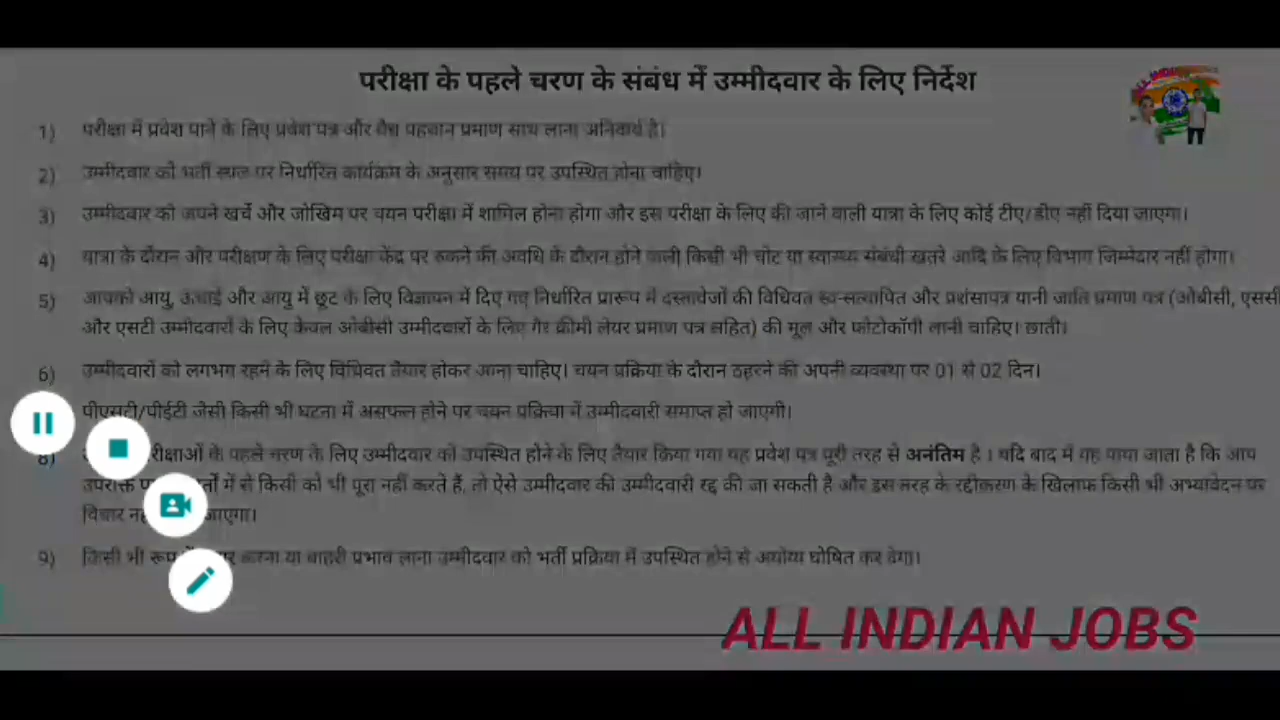 परीक्षा के पहले चरण के संबंध में उम्मीदवार के लिए निर्देश
1) परीक्षा में प्रवेश पाने के लिए प्रवेश पत्र और वैध पहचान प्रमाण साथ लाना अनिवार्य है।
2) उम्मीदवार को भर्ती स्थल पर निर्धारित कार्यक्रम के अनुसार समय पर उपस्थित होना चाहिए।
3) उम्मीदवार को अपने खर्चे और जोखिम पर चयन परीक्षा में शामिल होना होगा और इस परीक्षा के लिए की जाने वाली यात्रा के लिए कोई टीए/डीए नहीं दिया जाएगा।
4) यात्रा के दौरान और परीक्षण के लिए परीक्षा केंद्र पर रुकने की अवधि के दौरान होने वाली किसी भी चोट या स्वास्थ्य संबंधी खतरे आदि के लिए विभाग जिम्मेदार नहीं होगा।
5) आपको आयु, ऊंचाई और आयु में छूट के लिए विज्ञापन में दिए गए निर्धारित प्रारूप में दस्तावेजों की विधिवत स्व-सत्यापित और प्रशंसापत्र यानी जाति प्रमाण पत्र (ओबीसी, एससी
और एसटी उम्मीदवारों के लिए केवल ओबीसी उम्मीदवारों के लिए गैर क्रीमी लेयर प्रमाण पत्र सहित) की मूल और फोटोकॉपी लानी चाहिए। छाती।
6) उम्मीदवारों को लगभग रहने के लिए विधिवत तैयार होकर आना चाहिए। चयन प्रक्रिया के दौरान ठहरने की अपनी व्यवस्था पर 01 से 02 दिन।
पीएसटी/पीईटी जैसी किसी भी घटना में असफल होने पर चयन प्रक्रिया में उम्मीदवारी समाप्त हो जाएगी।
8) के पहले चरण के लिए उम्मीदवार को उपस्थित होने के लिए तैयार किया गया यह प्रवेश पत्र पूरी तरह से अनंतिम है । यदि बाद में यह पाया जाता है कि आप
उपरोक्त में से किसी को भी पूरा नहीं करते हैं, तो ऐसे उम्मीदवार की उम्मीदवारी रद्द की जा सकती है और इस तरह के रद्दीकरण के खिलाफ किसी भी अभ्यावेदन पर
विचार जाएगा।
9) किसी भी करना या बाहरी प्रभाव लाना उम्मीदवार को भर्ती प्रक्रिया में उपस्थित होने से अयोग्य घोषित कर देगा।
ALL INDIAN JOBS